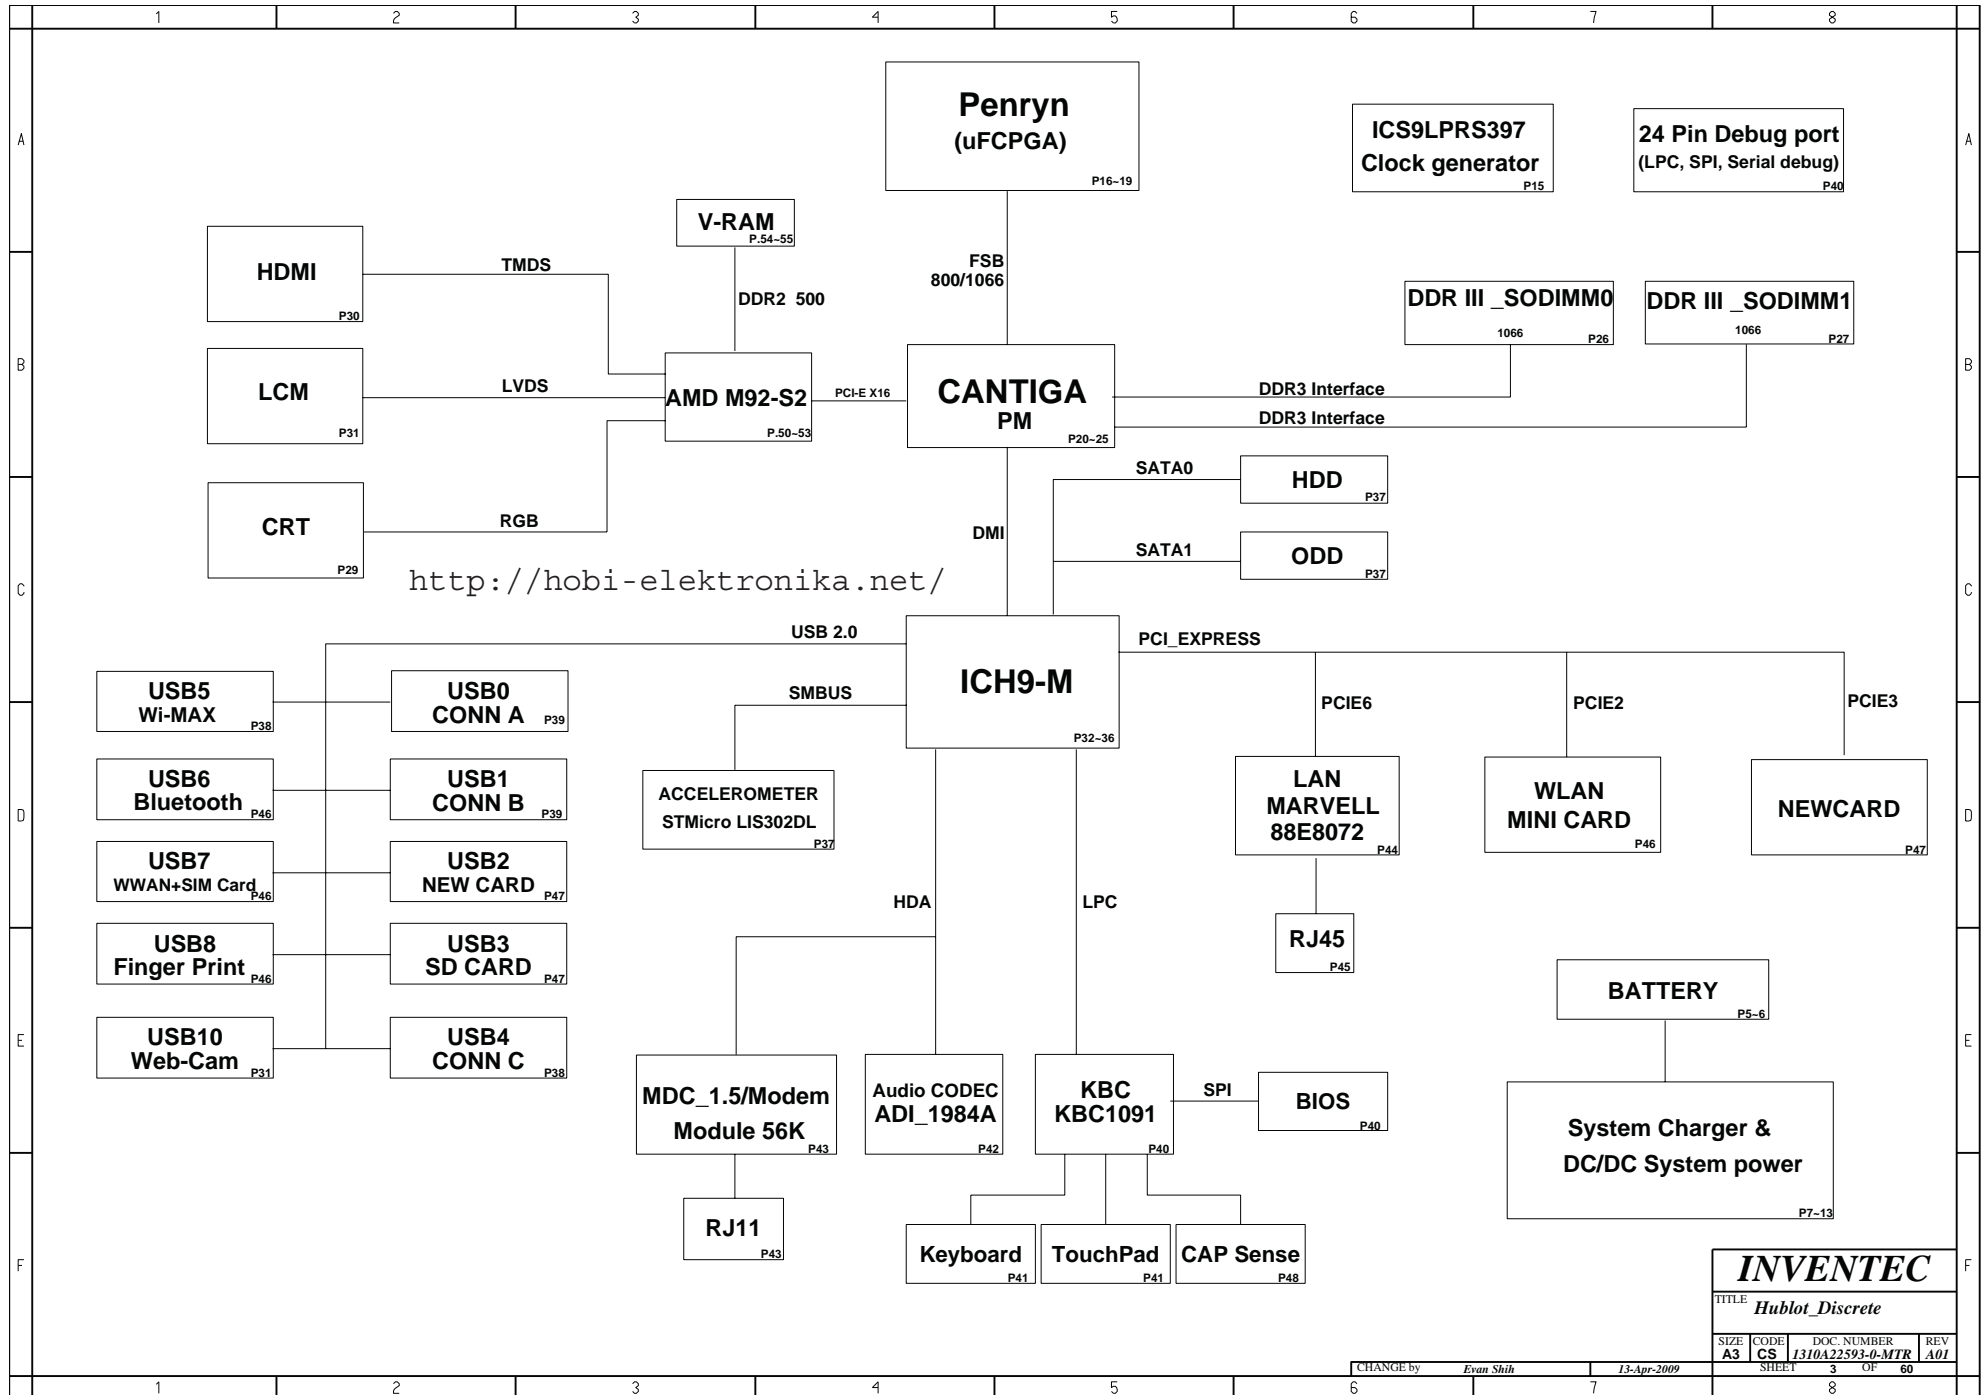 1 2 3 4 5 6 7 8
A
B
C
D
E
F
A
B
C
D
E
F
Penryn
(uFCPGA)
P16~19
ICS9LPRS397
Clock generator
P15
24 Pin Debug port
(LPC, SPI, Serial debug)
P40
V-RAM
P.54~55
HDMI
P30
TMDS
DDR2 500
FSB
800/1066
DDR III _SODIMM0
1066
P26
DDR III _SODIMM1
1066
P27
LCM
P31
LVDS
AMD M92-S2
P.50~53
PCI-E X16
CANTIGA
PM
P20~25
DDR3 Interface
DDR3 Interface
CRT
P29
RGB
DMI
SATA0
HDD
P37
SATA1
ODD
P37
http://hobi-elektronika.net/
USB 2.0
ICH9-M
P32~36
PCI_EXPRESS
SMBUS
PCIE6
PCIE2
PCIE3
USB5
Wi-MAX
P38
USB0
CONN A
P39
USB6
Bluetooth
P46
USB1
CONN B
P39
USB7
WWAN+SIM Card
P46
USB2
NEW CARD
P47
USB8
Finger Print
P46
USB3
SD CARD
P47
USB10
Web-Cam
P31
USB4
CONN C
P38
ACCELEROMETER
STMicro LIS302DL
P37
LAN
MARVELL
88E8072
P44
WLAN
MINI CARD
P46
NEWCARD
P47
HDA
LPC
RJ45
P45
BATTERY
P5~6
MDC_1.5/Modem
Module 56K
P43
Audio CODEC
ADI_1984A
P42
KBC
KBC1091
P40
SPI
BIOS
P40
System Charger &
DC/DC System power
P7~13
RJ11
P43
Keyboard
P41
TouchPad
P41
CAP Sense
P48
INVENTEC
TITLE
Hublot_Discrete
SIZE CODE DOC. NUMBER REV
A3 CS 1310A22593-0-MTR A01
CHANGE by Evan Shih 13-Apr-2009 SHEET 3 OF 60
1 2 3 4 5 6 7 8